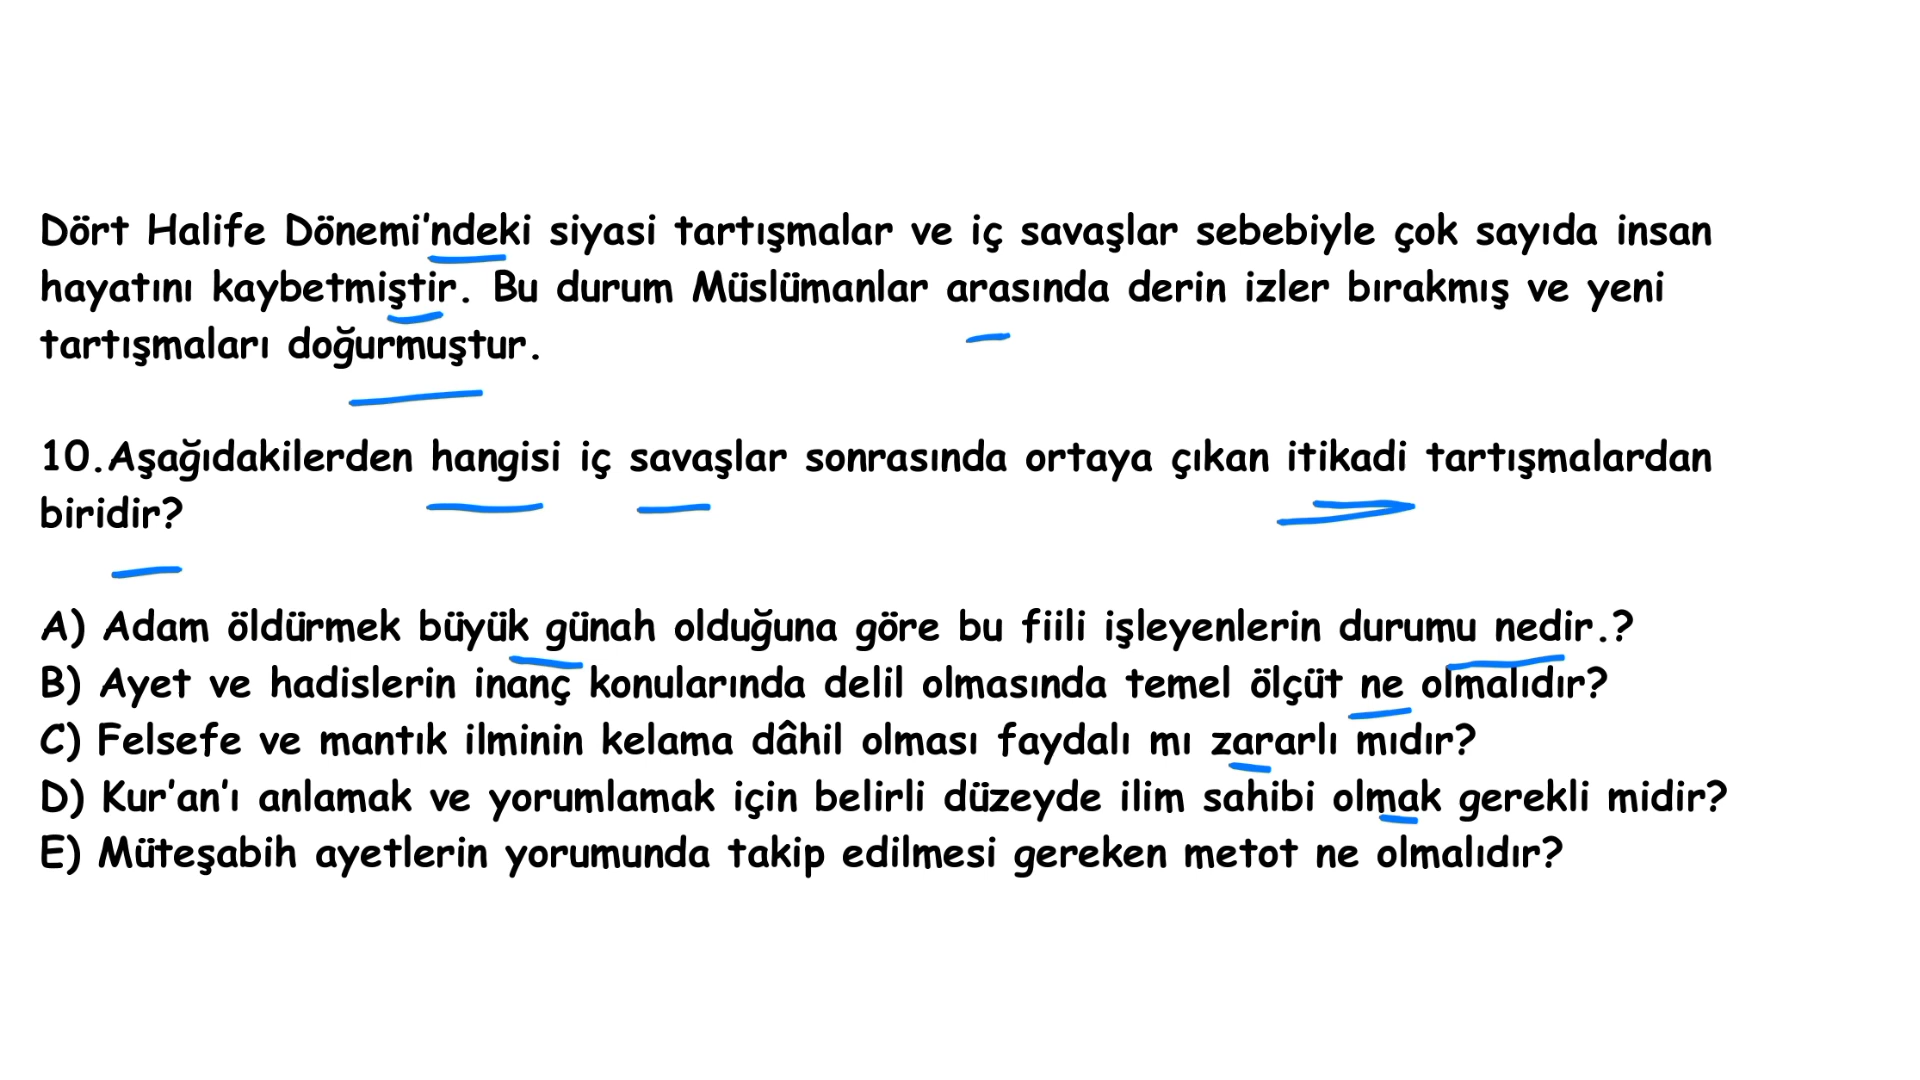 Dört Halife Dönemi'ndeki siyasi tartışmalar ve iç savaşlar sebebiyle çok sayıda insan
hayatını kaybetmiştir. Bu durum Müslümanlar arasında derin izler bırakmış ve yeni
tartışmaları doğurmuştur.
10.Aşağıdakilerden hangisi iç savaşlar sonrasında ortaya çıkan itikadi tartışmalardan
biridir?
A) Adam öldürmek büyük günah olduğuna göre bu fiili işleyenlerin durumu nedir.?
B) Ayet ve hadislerin inanç konularında delil olmasında temel ölçüt ne olmalıdır?
C) Felsefe ve mantık ilminin kelama dâhil olması faydalı mı zararlı mıdır?
D) Kur'an'ı anlamak ve yorumlamak için belirli düzeyde ilim sahibi olmak gerekli midir?
E) Müteşabih ayetlerin yorumunda takip edilmesi gereken metot ne olmalıdır?